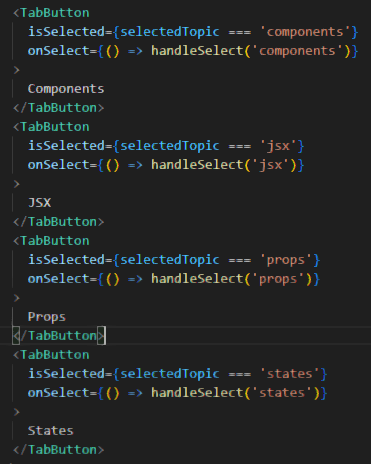 <TabButton
isSelected={selectedTopic === 'components'}
onSelect={() => handleSelect('components')}
>
Components
</TabButton>
<TabButton
isSelected={selectedTopic === 'jsx'}
onSelect={() => handleSelect('jsx')}
>
JSX
</TabButton>
<TabButton
isSelected={selectedTopic === 'props'}
onSelect={() => handleSelect('props')}
>
Props
</TabButton>
<TabButton
isSelected={selectedTopic === 'states'}
onSelect={() => handleSelect('states')}
>
States
</TabButton>